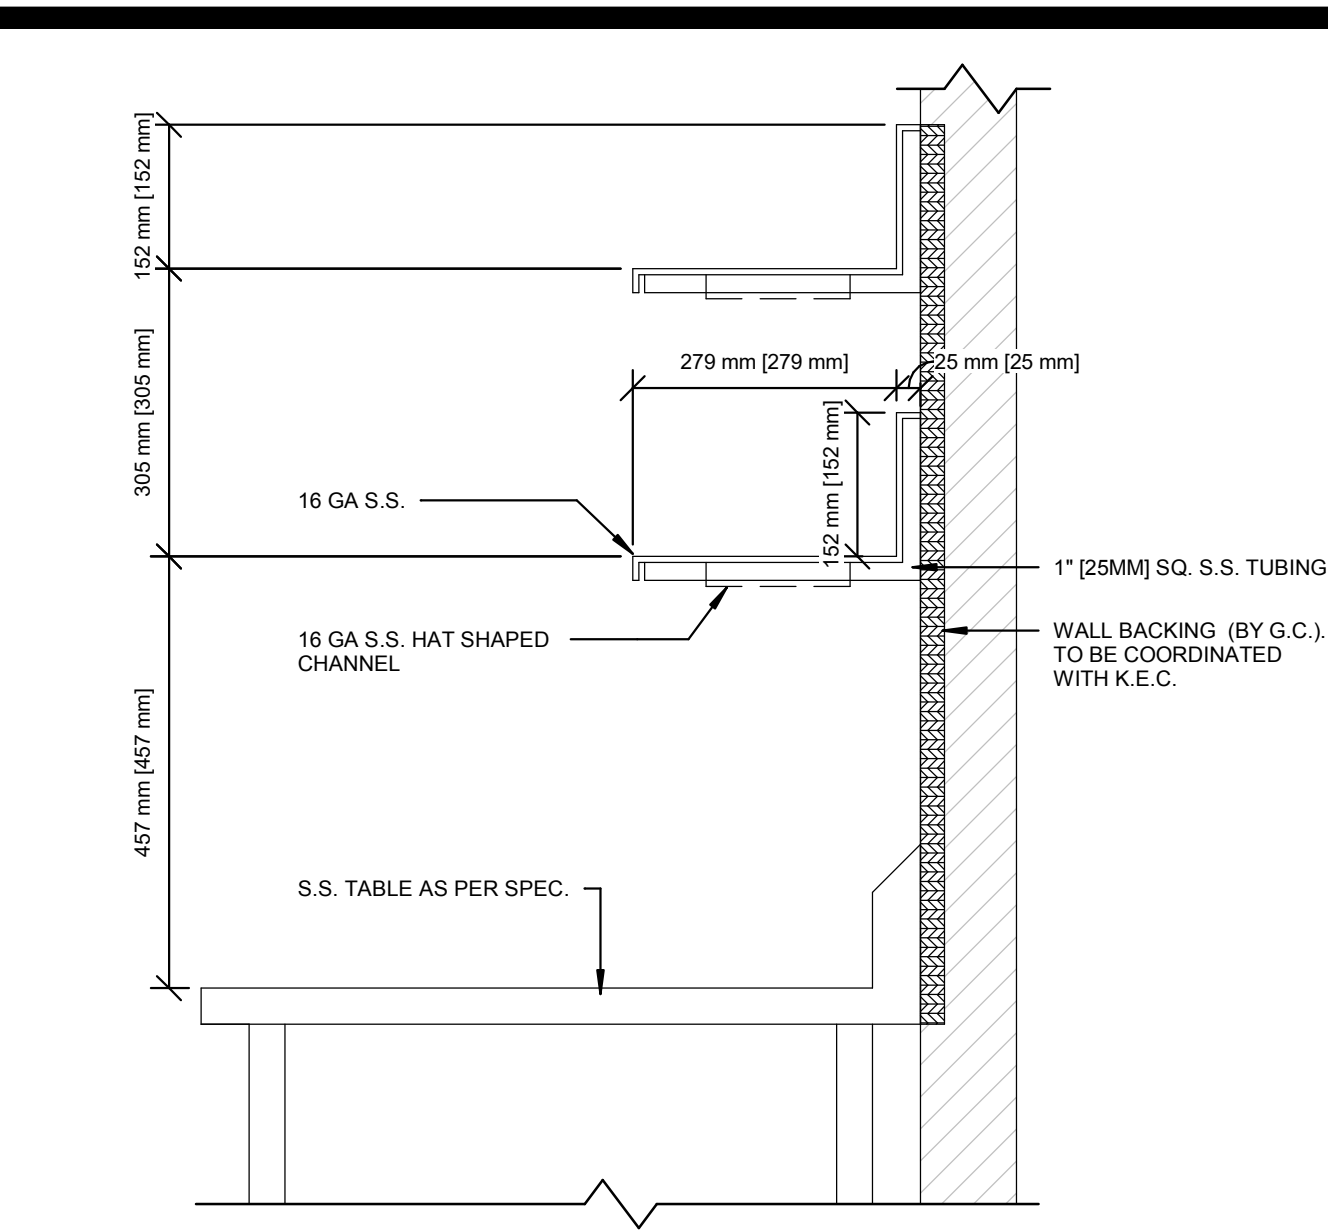 152 mm [152 mm]
305 mm [305 mm]
457 mm [457 mm]
279 mm [279 mm]
25 mm [25 mm]
152 mm [152 mm]
16 GA S.S.
16 GA S.S. HAT SHAPED
CHANNEL
S.S. TABLE AS PER SPEC.
1" [25MM] SQ. S.S. TUBING
WALL BACKING (BY G.C.).
TO BE COORDINATED
WITH K.E.C.